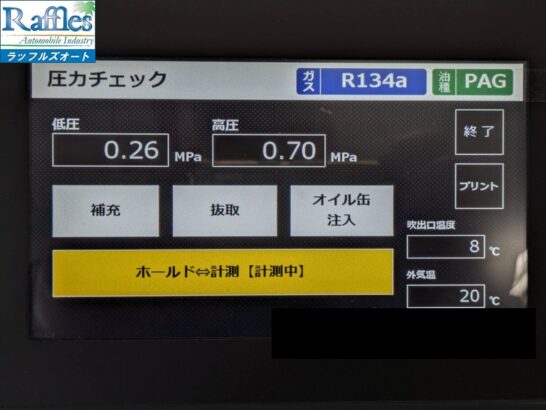 Raffles
Automobile Industry
ラッフルズオート
圧力チェック
ガス R134a
油種 PAG
低圧
0.26 MPa
高圧
0.70 MPa
終了
プリント
補充
抜取
オイル缶
注入
ホールド⇔計測【計測中】
吹出口温度
8 ℃
外気温
20 ℃